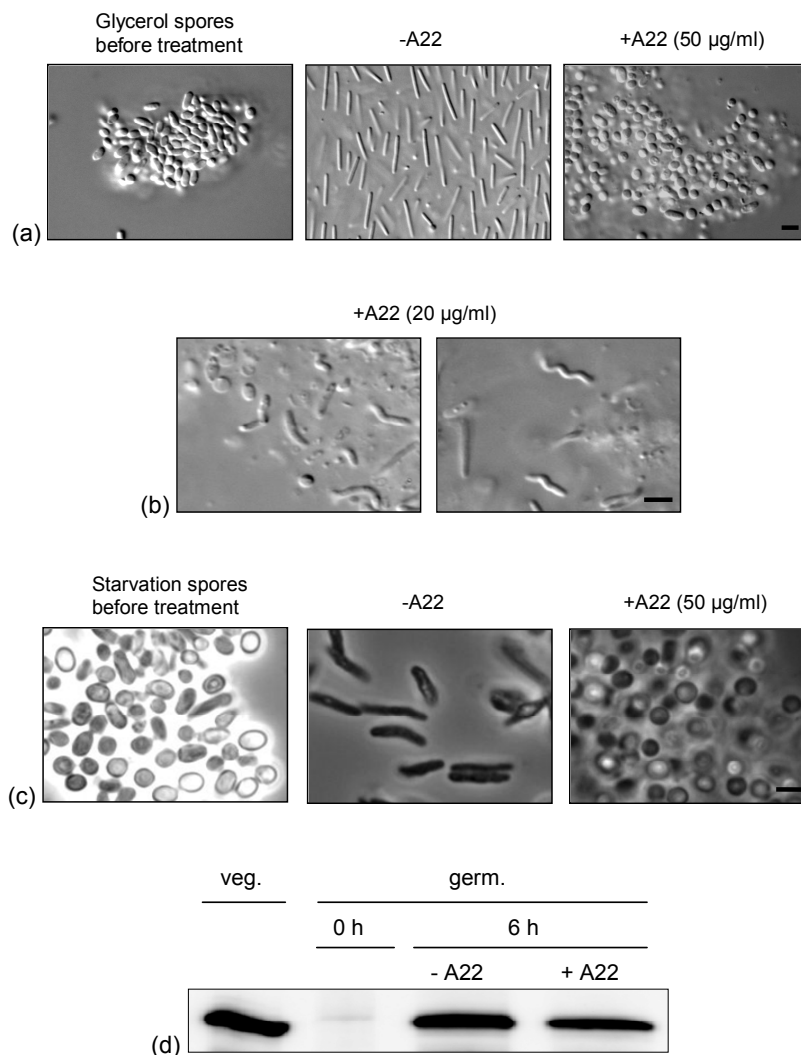 Glycerol spores
before treatment
-A22
+A22 (50 µg/ml)
(a)
+A22 (20 µg/ml)
(b)
Starvation spores
before treatment
-A22
+A22 (50 µg/ml)
(c)
veg.
germ.
0 h
6 h
- A22
+ A22
(d)